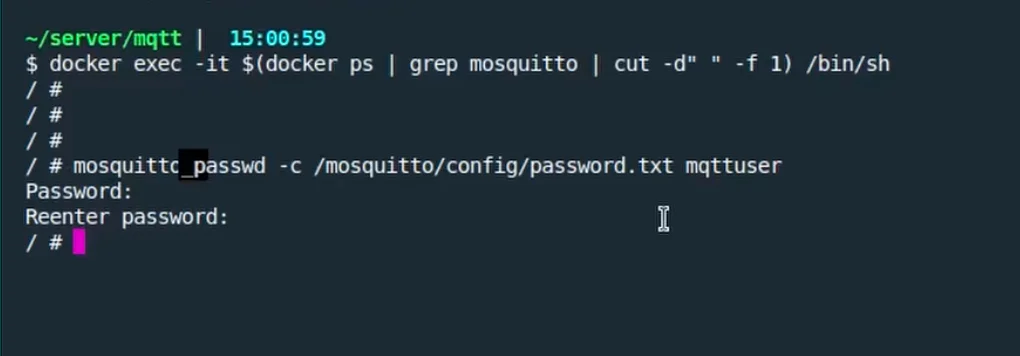 ~/server/mqtt | 15:00:59
$ docker exec -it $(docker ps | grep mosquitto | cut -d" " -f 1) /bin/sh
/ #
/ #
/ #
/ # mosquitto_passwd -c /mosquitto/config/password.txt mqttuser
Password:
Reenter password:
/ #